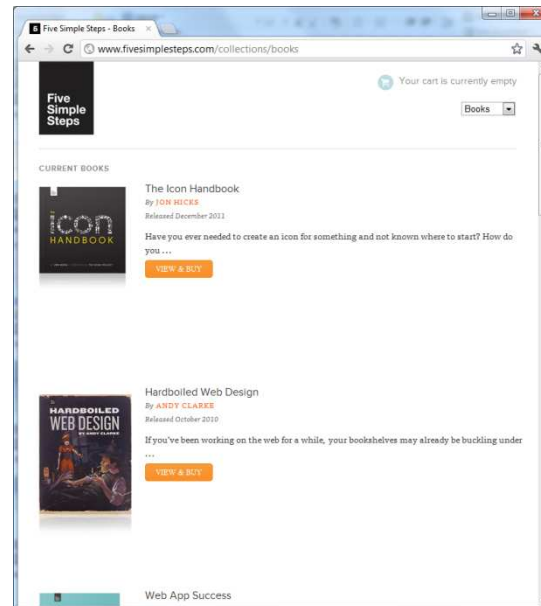 Five Simple Steps - Books
www.fivesimplesteps.com/collections/books
Your cart is currently empty
Five
Simple
Steps
Books
CURRENT BOOKS
The Icon Handbook
By JON HICKS
Released December 2011
Have you ever needed to create an icon for something and not known where to start? How do
you ...
VIEW & BUY
icon
HANDBOOK
Hardboiled Web Design
By ANDY CLARKE
Released October 2010
If you've been working on the web for a while, your bookshelves may already be buckling under
...
VIEW & BUY
HARDBOILED
WEB DESIGN
BY ANDY CLARKE
Web App Success